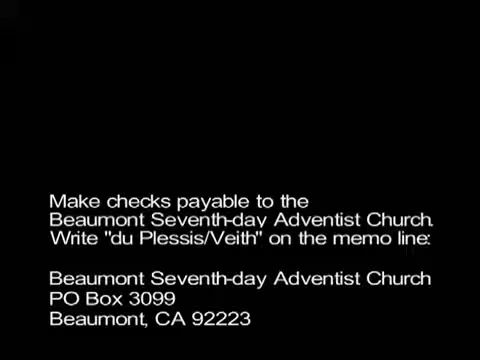 Make checks payable to the
Beaumont Seventh-day Adventist Church.
Write "du Plessis/Veith" on the memo line:
Beaumont Seventh-day Adventist Church
PO Box 3099
Beaumont, CA 92223